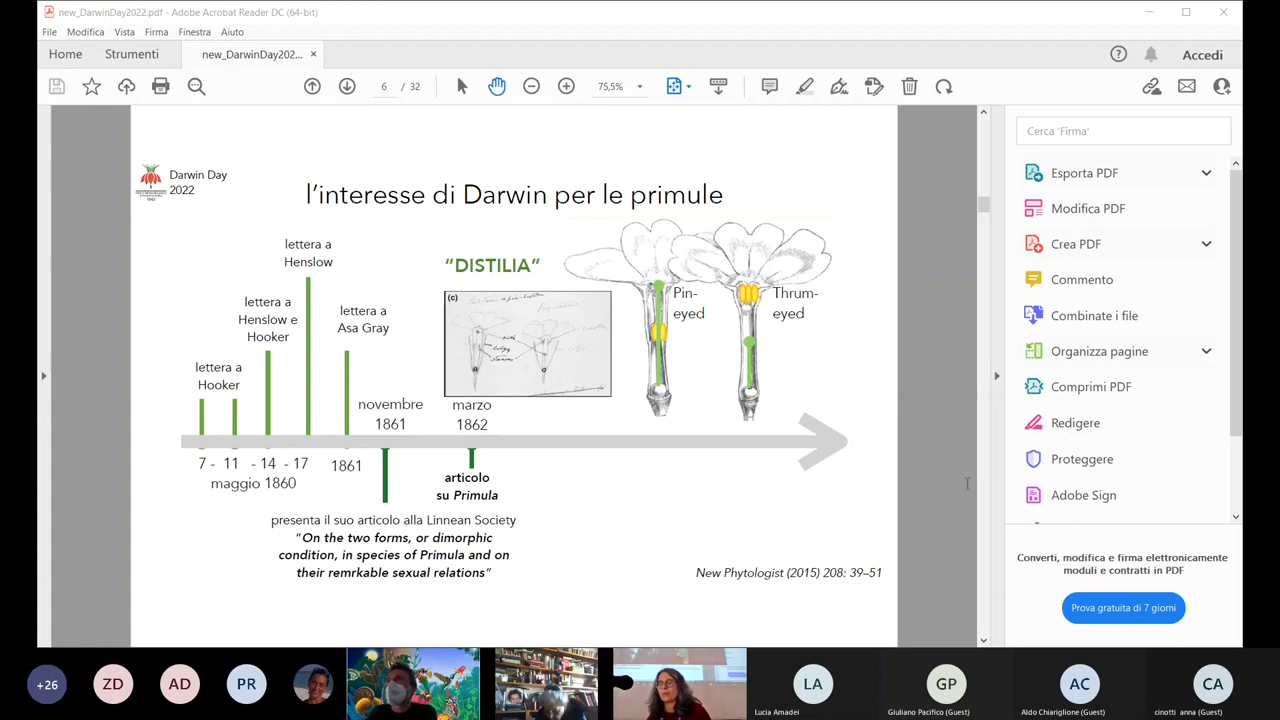 new_DarwinDay2022.pdf - Adobe Acrobat Reader DC (64-bit)
File Modifica Vista Firma Finestra Aiuto
Home Strumenti new_DarwinDay202... × Accedi
6 / 32 75,5%
Darwin Day
2022
l’interesse di Darwin per le primule
lettera a
Henslow
“DISTILIA”
lettera a
Henslow e
Hooker
lettera a
Asa Gray
(c)
Pin-
eyed
Thrum-
eyed
lettera a
Hooker
novembre
1861
marzo
1862
7 - 11 - 14 - 17
maggio 1860
1861
articolo
su Primula
presenta il suo articolo alla Linnean Society
“On the two forms, or dimorphic
condition, in species of Primula and on
their remrkable sexual relations”
New Phytologist (2015) 208: 39–51
Cerca 'Firma'
Esporta PDF
Modifica PDF
Crea PDF
Commento
Combinate i file
Organizza pagine
Comprimi PDF
Redigere
Proteggere
Adobe Sign
Converti, modifica e firma elettronicamente
moduli e contratti in PDF
Prova gratuita di 7 giorni
+26 ZD AD PR LA GP AC CA
Lucia Amadei Giuliano Pacifico (Guest) Aldo Chiariglione (Guest) cinotti anna (Guest)